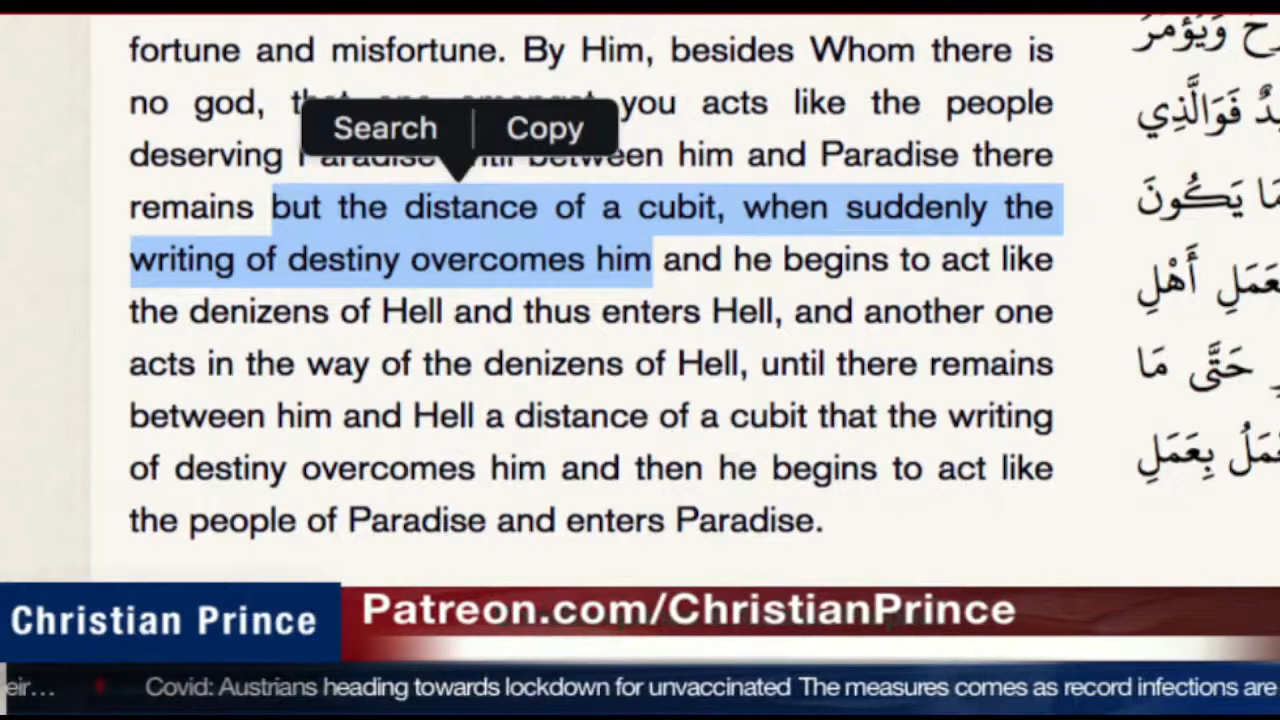 fortune and misfortune. By Him, besides Whom there is
no god, you acts like the people
deserving between him and Paradise there
remains but the distance of a cubit, when suddenly the
writing of destiny overcomes him and he begins to act like
the denizens of Hell and thus enters Hell, and another one
acts in the way of the denizens of Hell, until there remains
between him and Hell a distance of a cubit that the writing
of destiny overcomes him and then he begins to act like
the people of Paradise and enters Paradise.
Search Copy
وَيُؤْمَرُ
فَوَالَّذِي
مَا يَكُونَ
أَهْلِ
حَتَّى مَا
بِعَمَلِ
Christian Prince
Patreon.com/ChristianPrince
eir... Covid: Austrians heading towards lockdown for unvaccinated The measures comes as record infections are